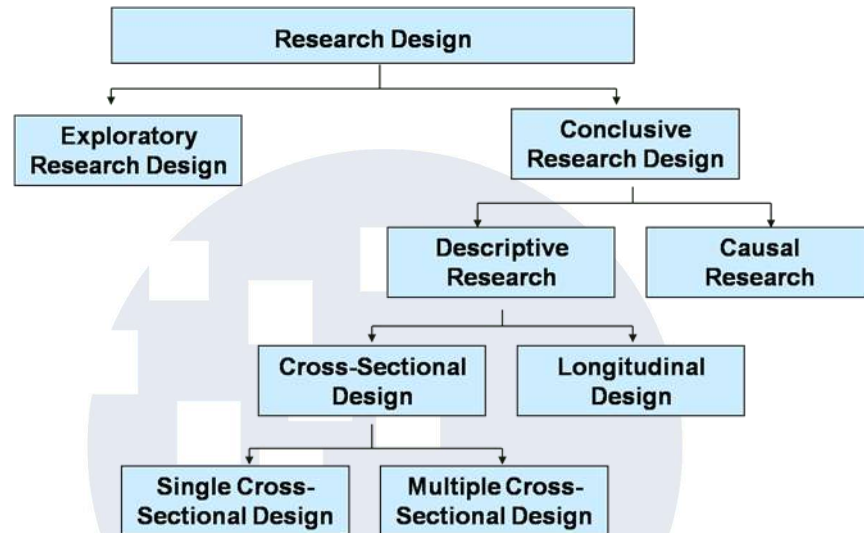 Research Design
Exploratory
Research Design
Conclusive
Research Design
Descriptive
Research
Causal
Research
Cross-Sectional
Design
Longitudinal
Design
Single Cross-
Sectional Design
Multiple Cross-
Sectional Design